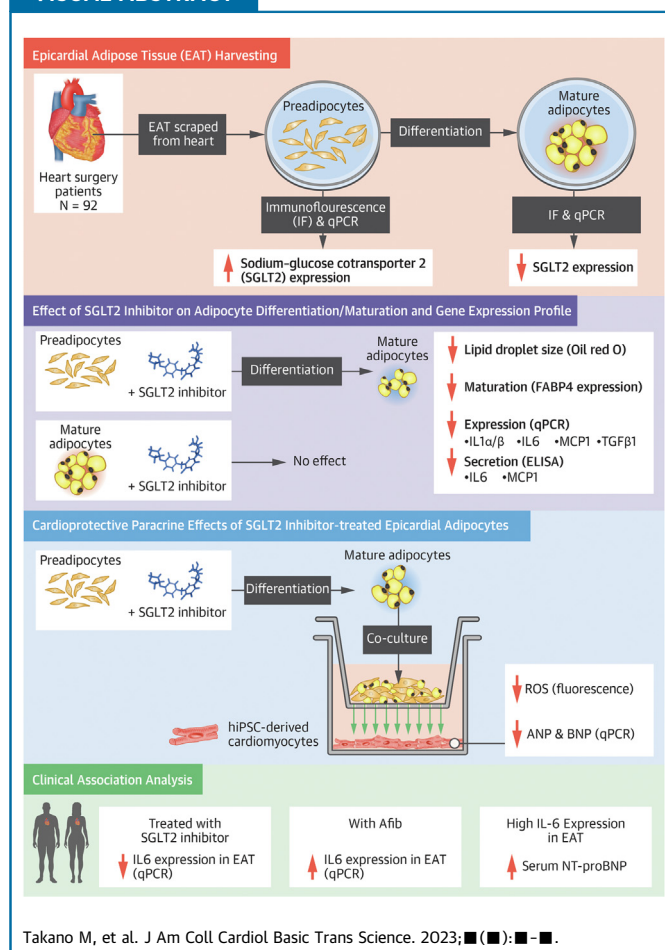 Epicardial Adipose Tissue (EAT) Harvesting
Heart surgery
patients
N = 92
EAT scraped
from heart
Preadipocytes
Differentiation
Mature
adipocytes
Immunoflourescence
(IF) & qPCR
IF & qPCR
Sodium-glucose cotransporter 2
(SGLT2) expression
SGLT2 expression
Effect of SGLT2 Inhibitor on Adipocyte Differentiation/Maturation and Gene Expression Profile
Preadipocytes
+ SGLT2 inhibitor
Differentiation
Mature
adipocytes
Lipid droplet size (Oil red O)
Maturation (FABP4 expression)
Expression (qPCR)
•IL1α/β •IL6 •MCP1 •TGFβ1
Secretion (ELISA)
•IL6 •MCP1
Mature
adipocytes
+ SGLT2 inhibitor
No effect
Cardioprotective Paracrine Effects of SGLT2 Inhibitor-treated Epicardial Adipocytes
Preadipocytes
+ SGLT2 inhibitor
Differentiation
Mature adipocytes
Co-culture
hiPSC-derived
cardiomyocytes
ROS (fluorescence)
ANP & BNP (qPCR)
Clinical Association Analysis
Treated with
SGLT2 inhibitor
IL6 expression in EAT
(qPCR)
With Afib
IL6 expression in EAT
(qPCR)
High IL-6 Expression
in EAT
Serum NT-proBNP
Takano M, et al. J Am Coll Cardiol Basic Trans Science. 2023;■(■):■-■.